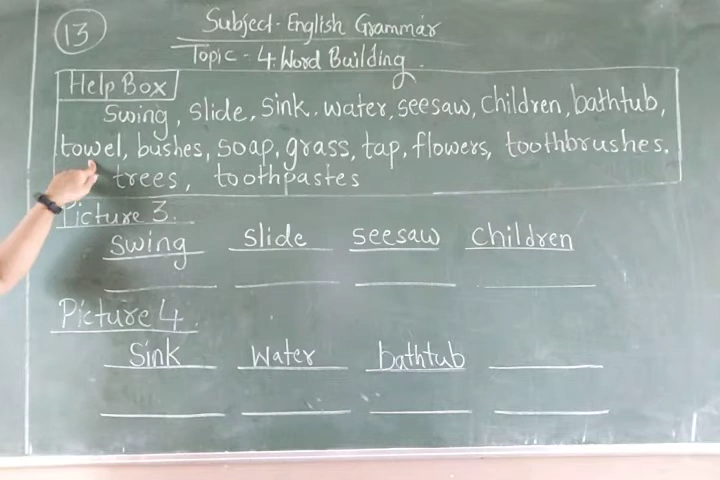 13
Subject - English Grammar
Topic - 4. Word Building.
Help Box
Swing, slide, sink. water, seesaw, children, bathtub,
towel, bushes, soap, grass, tap, flowers, toothbrushes.
trees, toothpastes
Picture 3.
swing slide seesaw children
Picture 4.
Sink Water bathtub